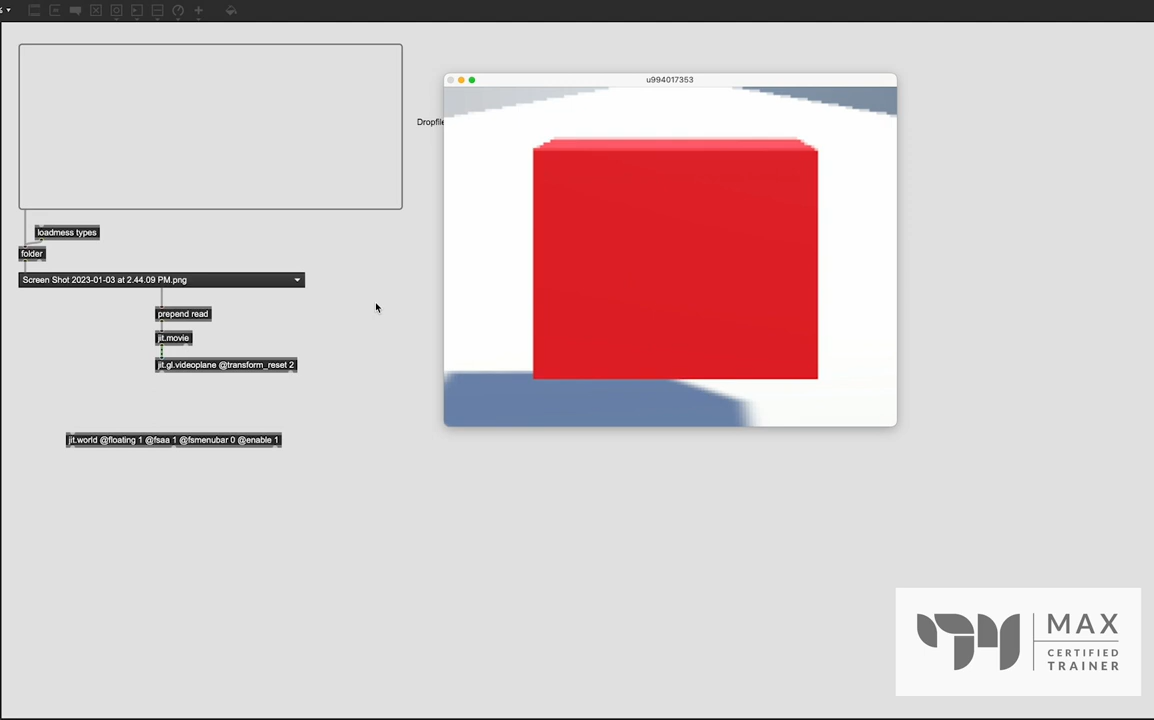 u994017353
Dropfile
loadmess types
folder
Screen Shot 2023-01-03 at 2.44.09 PM.png
prepend read
jit.movie
jit.gl.videoplane @transform_reset 2
jit.world @floating 1 @fsaa 1 @fsmenubar 0 @enable 1
MAX
CERTIFIED
TRAINER